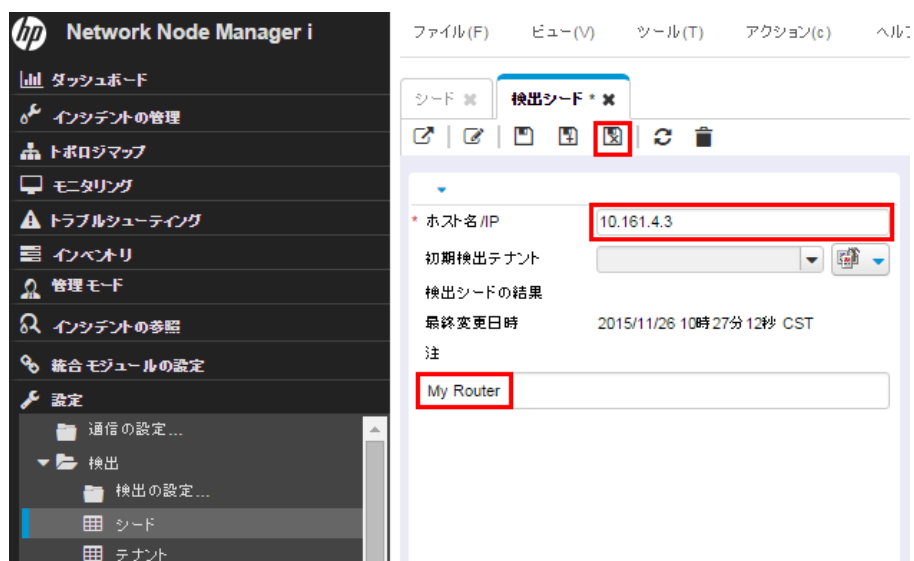 hp Network Node Manager i
ファイル(F) ビュー(V) ツール(T) アクション(c)
ダッシュボード
インシデントの管理
トポロジマップ
モニタリング
トラブルシューティング
インベントリ
管理モード
インシデントの参照
統合モジュールの設定
設定
通信の設定...
検出
検出の設定...
シード
テナント
シード
検出シード *
* ホスト名/IP 10.161.4.3
初期検出テナント
検出シードの結果
最終変更日時 2015/11/26 10時27分12秒 CST
注
My Router